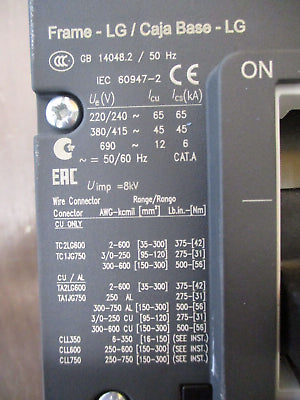 Frame - LG / Caja Base - LG
CCC GB 14048.2 / 50 Hz
IEC 60947-2 CE
ON
Ue(V) Icu Ics(kA)
220/240 ~ 65 65
380/415 ~ 45 45
690 ~ 12 6
~ = 50/60 Hz CAT.A
EAC
Uimp =8kV
Wire Connector Range/Rango
Conector AWG-kcmil [mm²] Lb.in.-[Nm]
CU ONLY
TC2LG600 2-600 [35-300] 375-[42]
TC1JG750 3/0-250 [95-120] 275-[31]
300-600 [150-300] 500-[56]
CU / AL
TA2LG600 2-600 [35-300] 375-[42]
TA1JG750 250 AL 275-[31]
300-750 AL [150-300] 500-[56]
3/0-250 CU [95-120] 275-[31]
300-600 CU [150-300] 500-[56]
CLL350 6-350 [16-150] (SEE INST.)
CLL600 250-600 [150-300] (SEE INST.)
CLL750 250-750 [150-300] (SEE INST.)